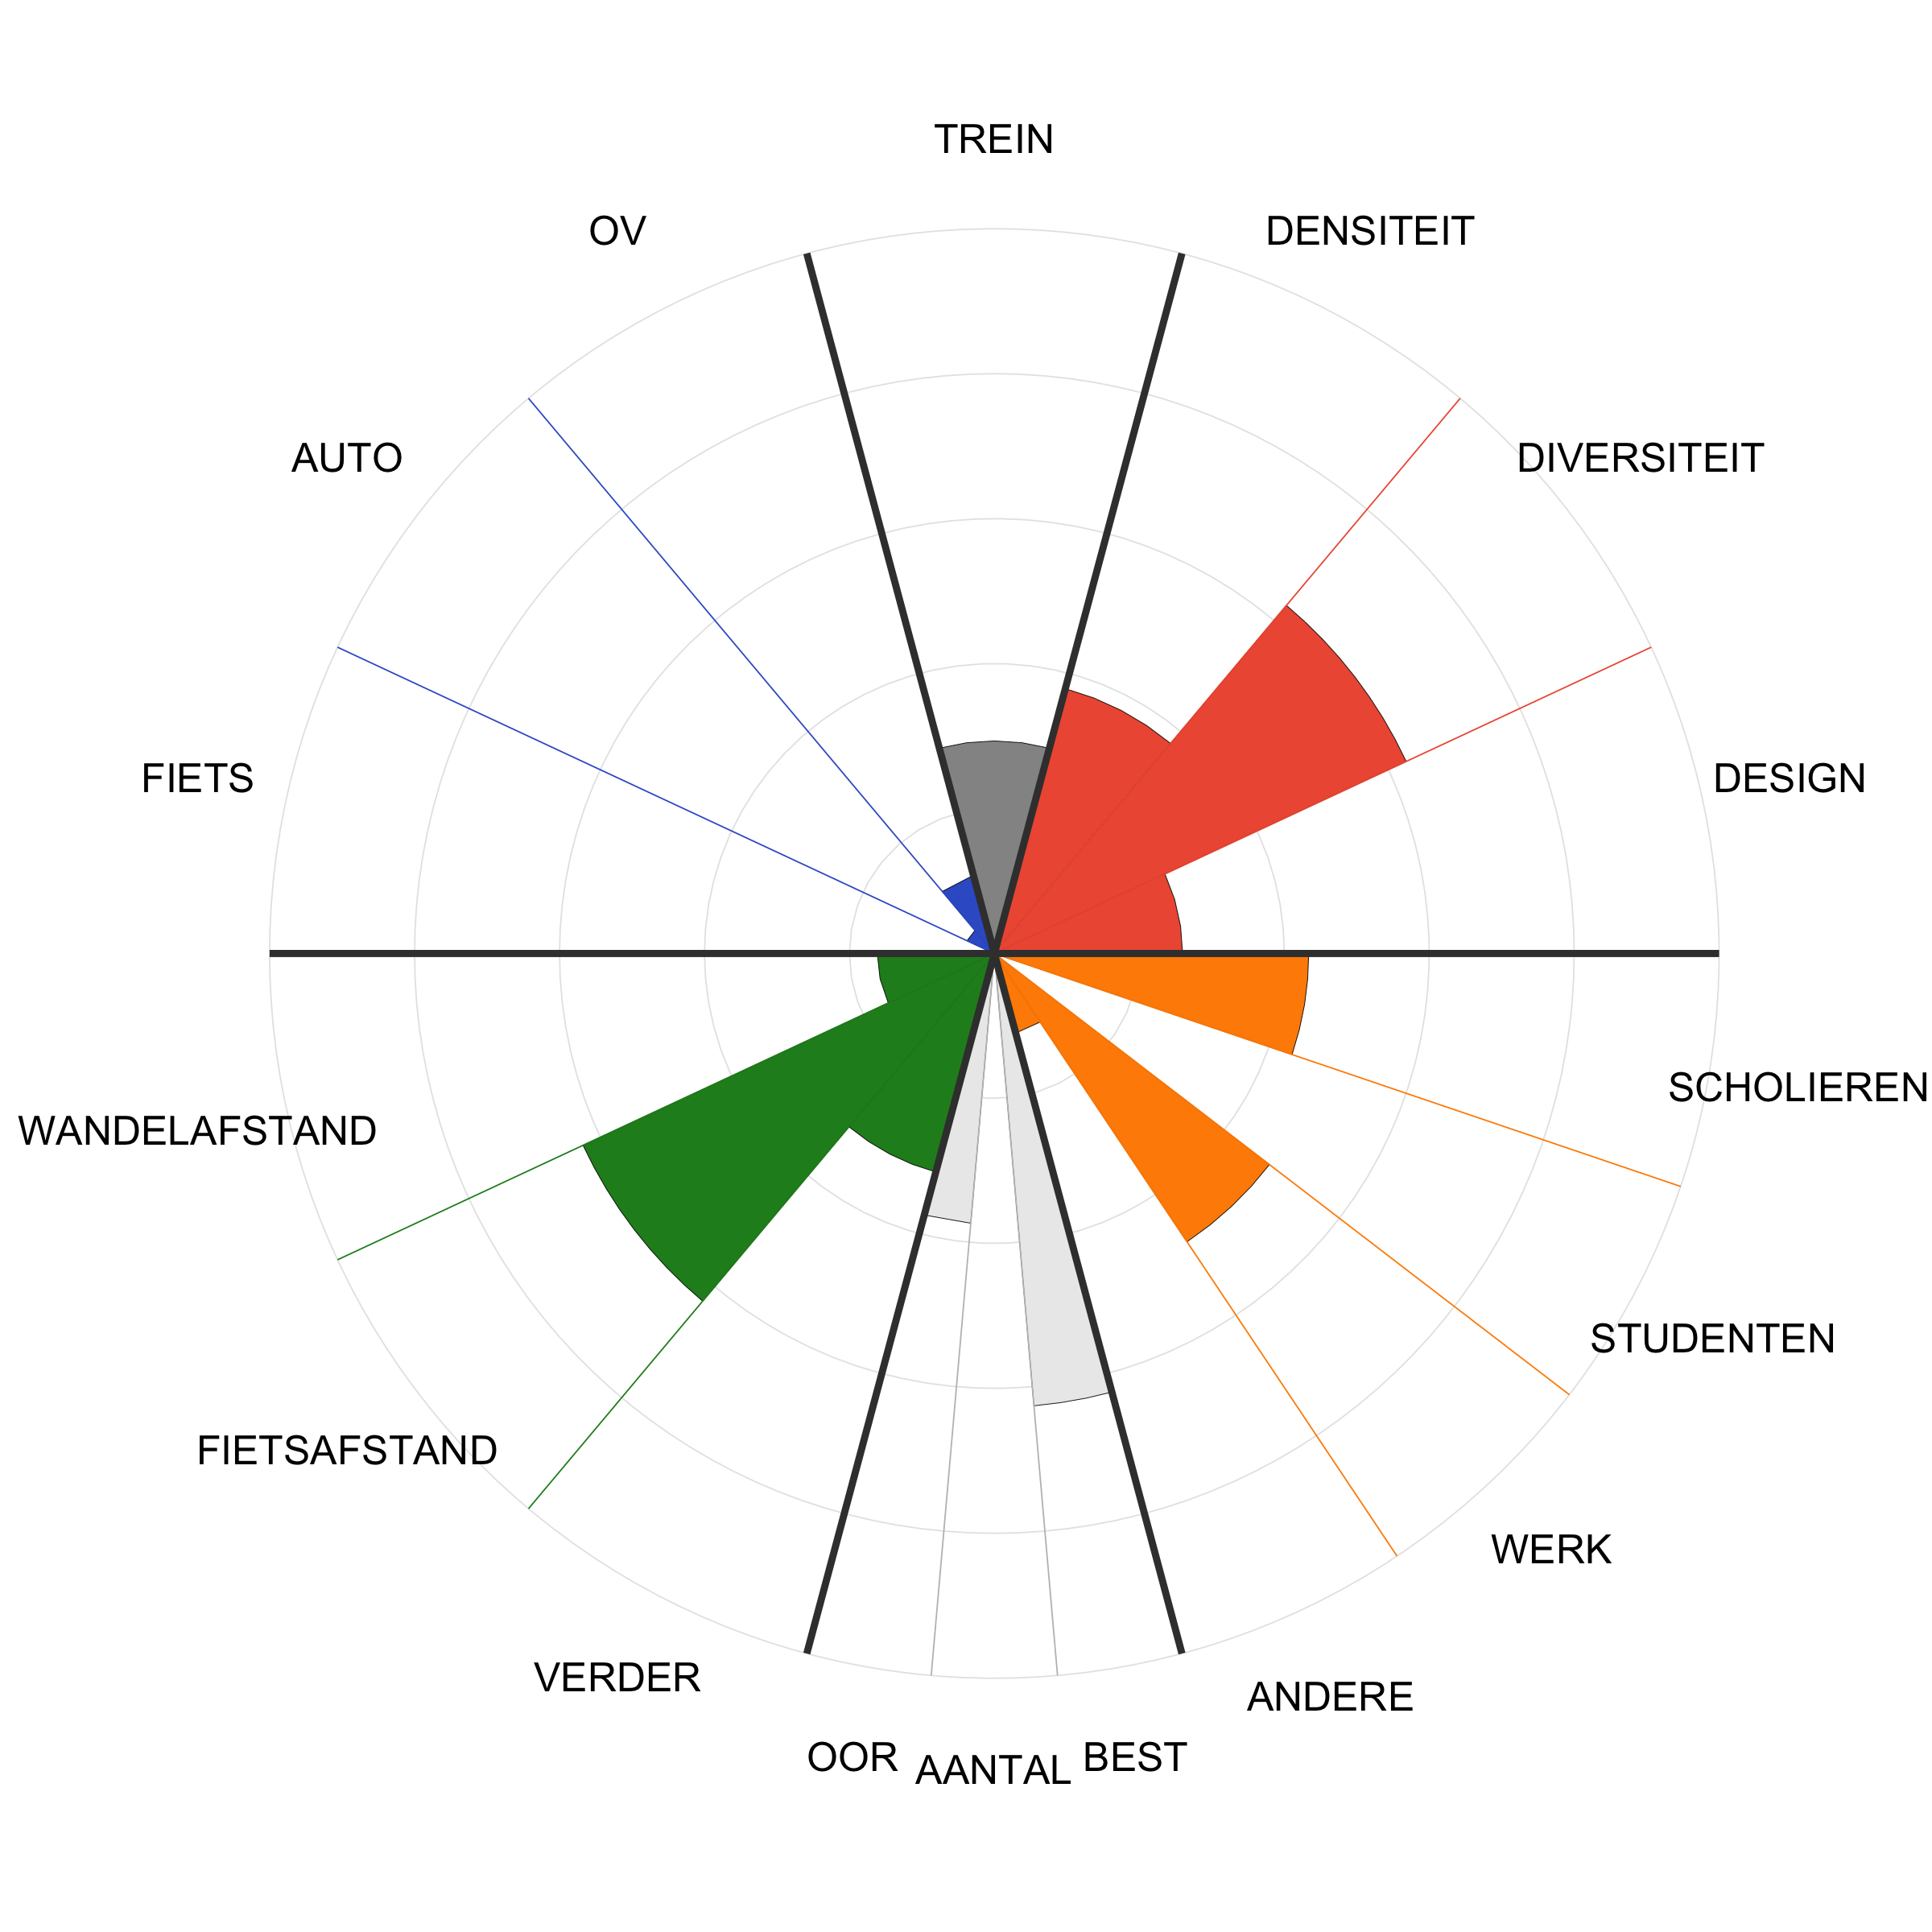 TREIN
OV
DENSITEIT
AUTO
DIVERSITEIT
FIETS
DESIGN
SCHOLIEREN
WANDELAFSTAND
STUDENTEN
FIETSAFSTAND
WERK
VERDER
ANDERE
OOR
AANTAL
BEST